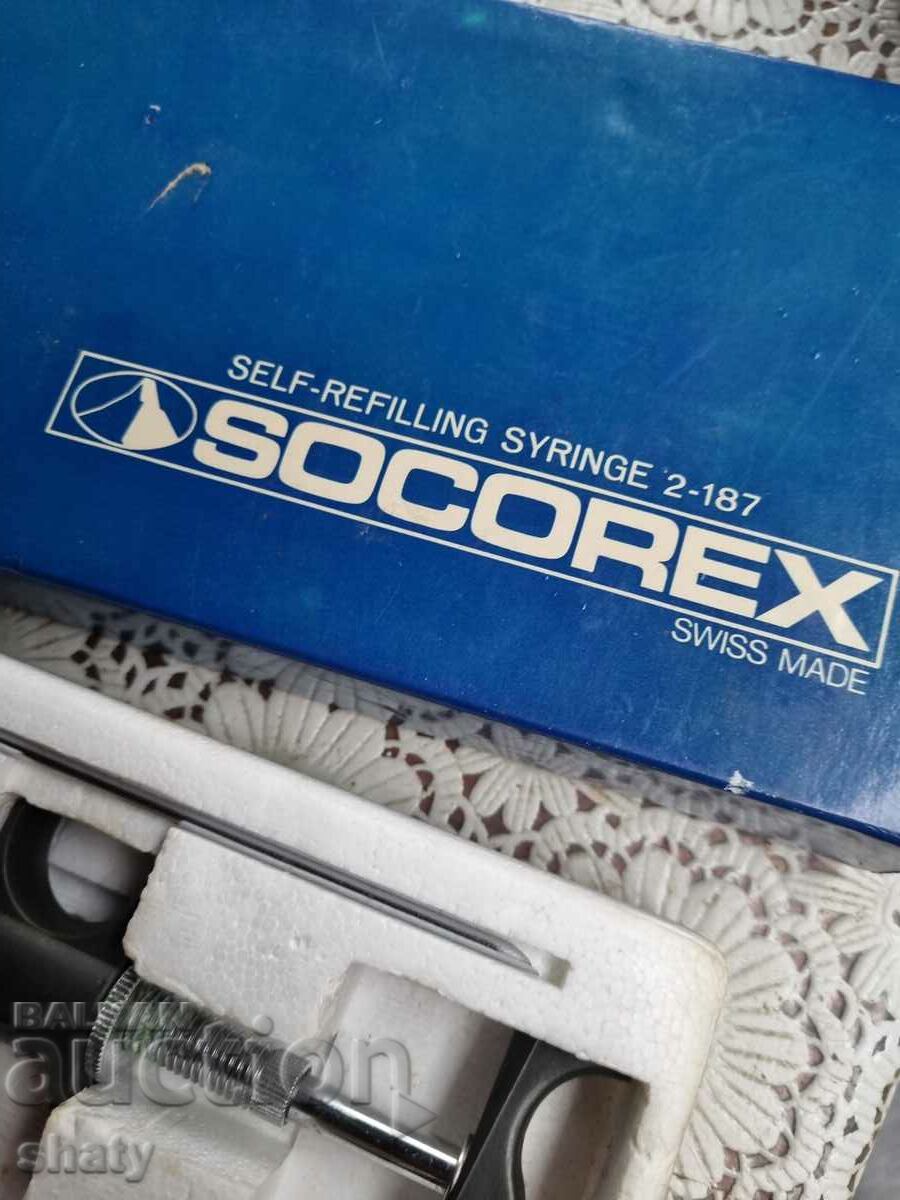 SELF-REFILLING SYRINGE 2-187
SOCOREX
SWISS MADE
BALKAN
auction
shaty